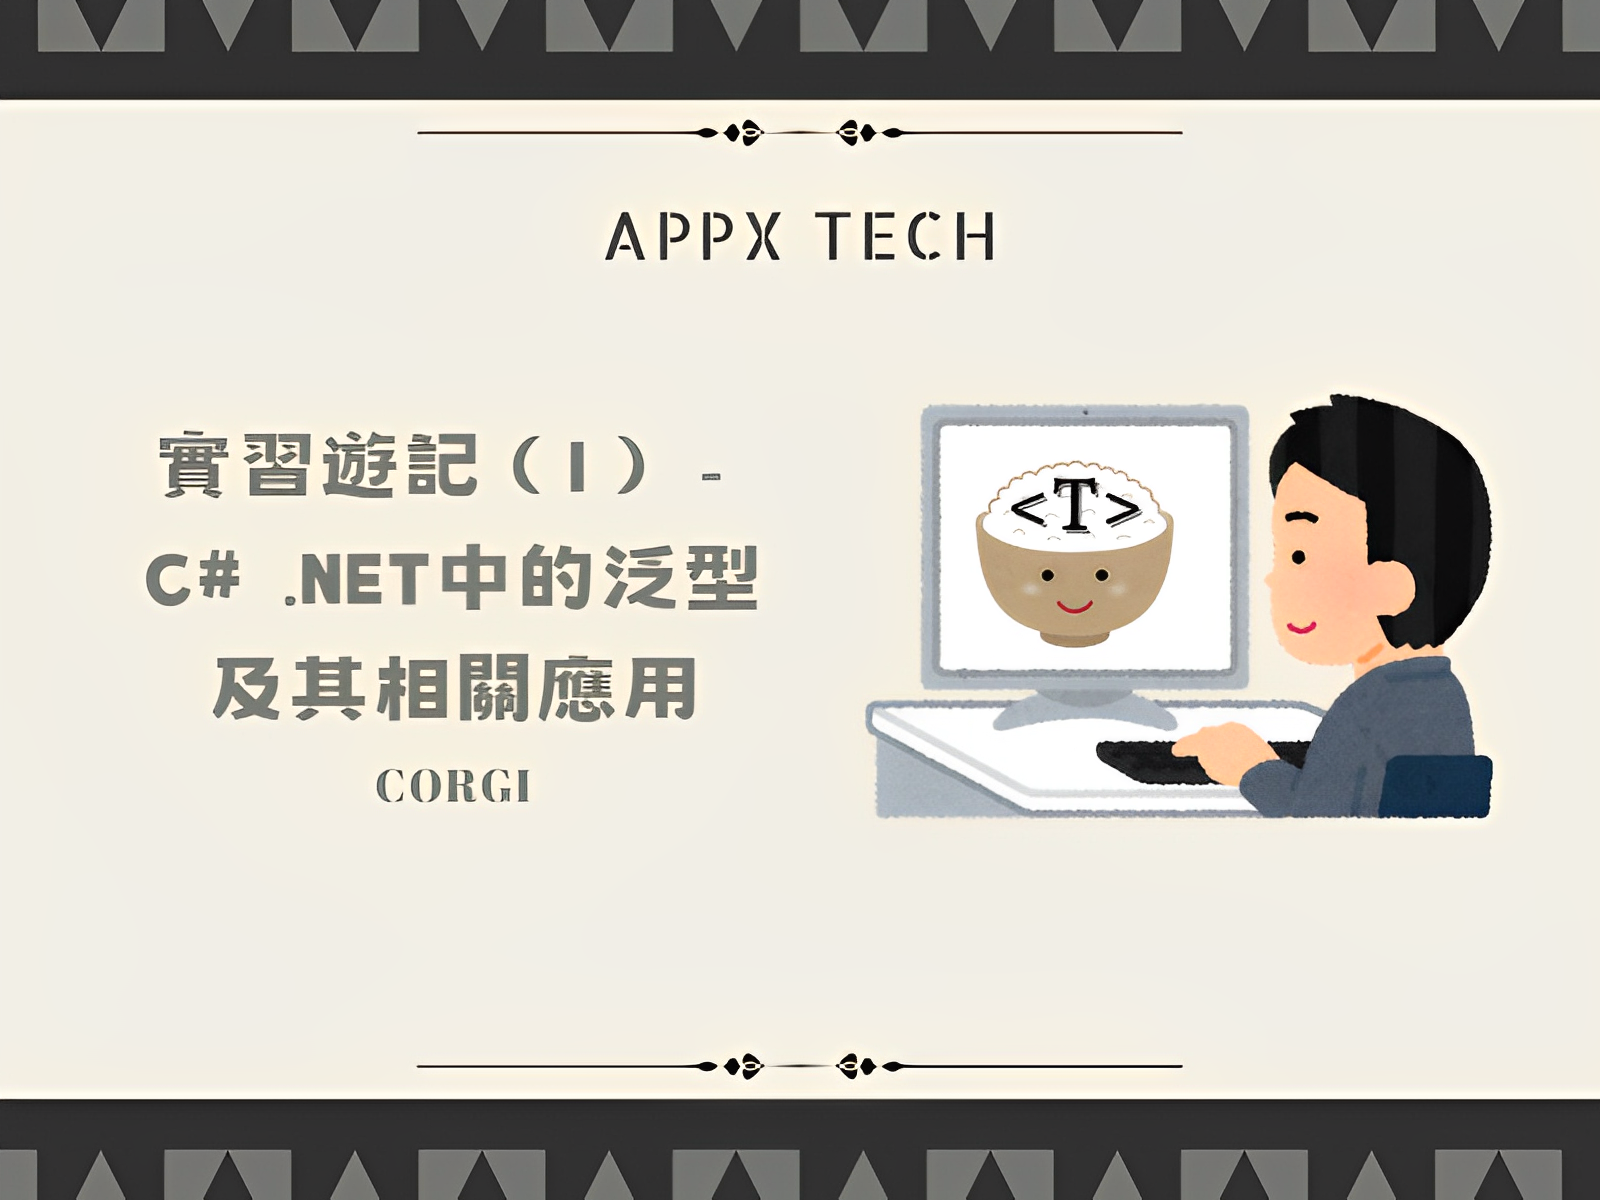 APPX TECH
實習遊記（I） -
C# .NET中的泛型
及其相關應用
CORGI
<T>